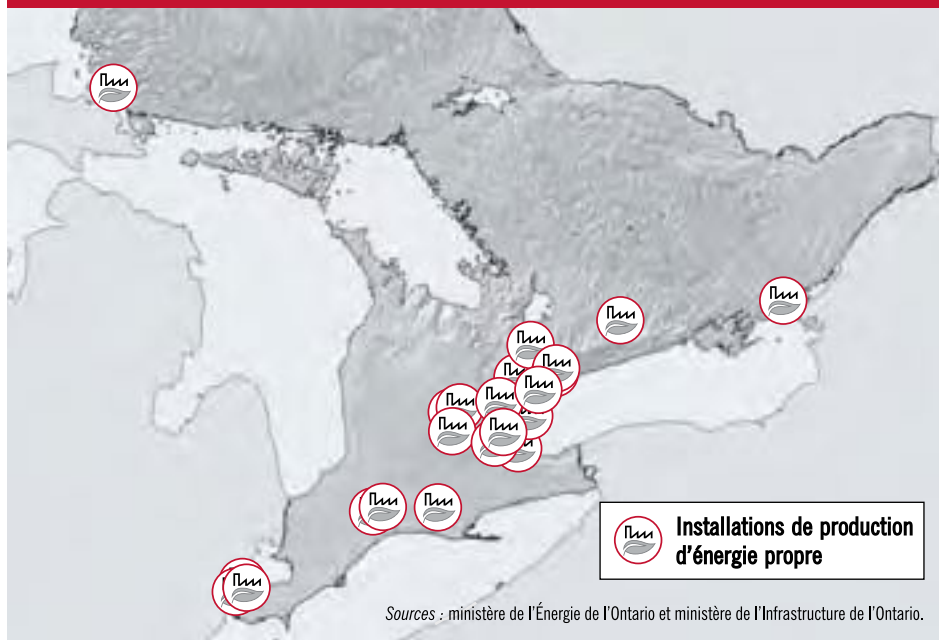 Installations de production
d'énergie propre
Sources : ministère de l'Énergie de l'Ontario et ministère de l'Infrastructure de l'Ontario.